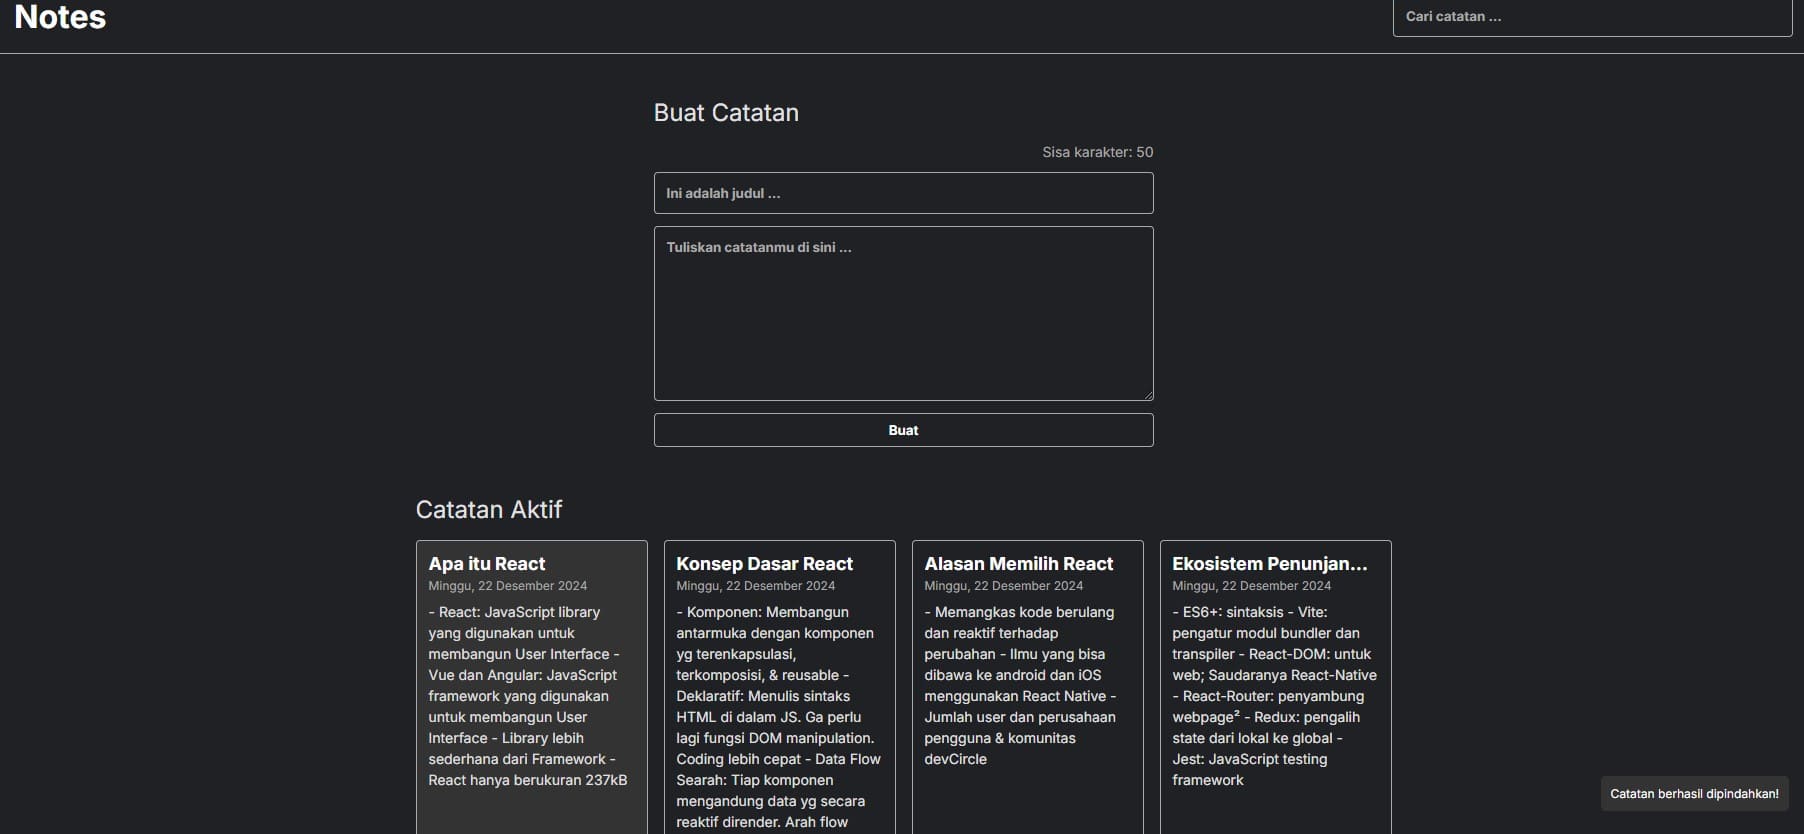 Notes
Cari catatan ...
Buat Catatan
Sisa karakter: 50
Ini adalah judul ...
Tuliskan catatanmu di sini ...
Buat
Catatan Aktif
Apa itu React
Minggu, 22 Desember 2024
- React: JavaScript library
yang digunakan untuk
membangun User Interface -
Vue dan Angular: JavaScript
framework yang digunakan
untuk membangun User
Interface - Library lebih
sederhana dari Framework -
React hanya berukuran 237kB
Konsep Dasar React
Minggu, 22 Desember 2024
- Komponen: Membangun
antarmuka dengan komponen
yg terenkapsulasi,
terkomposisi, & reusable -
Deklaratif: Menulis sintaks
HTML di dalam JS. Ga perlu
lagi fungsi DOM manipulation.
Coding lebih cepat - Data Flow
Searah: Tiap komponen
mengandung data yg secara
reaktif dirender. Arah flow
Alasan Memilih React
Minggu, 22 Desember 2024
- Memangkas kode berulang
dan reaktif terhadap
perubahan - Ilmu yang bisa
dibawa ke android dan iOS
menggunakan React Native -
Jumlah user dan perusahaan
pengguna & komunitas
devCircle
Ekosistem Penunjan...
Minggu, 22 Desember 2024
- ES6+: sintaksis - Vite:
pengatur modul bundler dan
transpiler - React-DOM: untuk
web; Saudaranya React-Native
- React-Router: penyambung
webpage² - Redux: pengalih
state dari lokal ke global -
Jest: JavaScript testing
framework
Catatan berhasil dipindahkan!